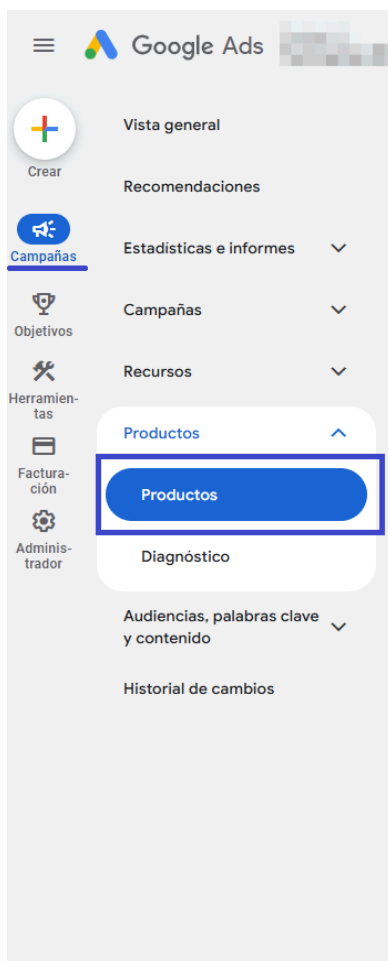 Google Ads
Crear
Campañas
Objetivos
Herramien-
tas
Factura-
ción
Adminis-
trador
Vista general
Recomendaciones
Estadísticas e informes
Campañas
Recursos
Productos
Productos
Diagnóstico
Audiencias, palabras clave
y contenido
Historial de cambios